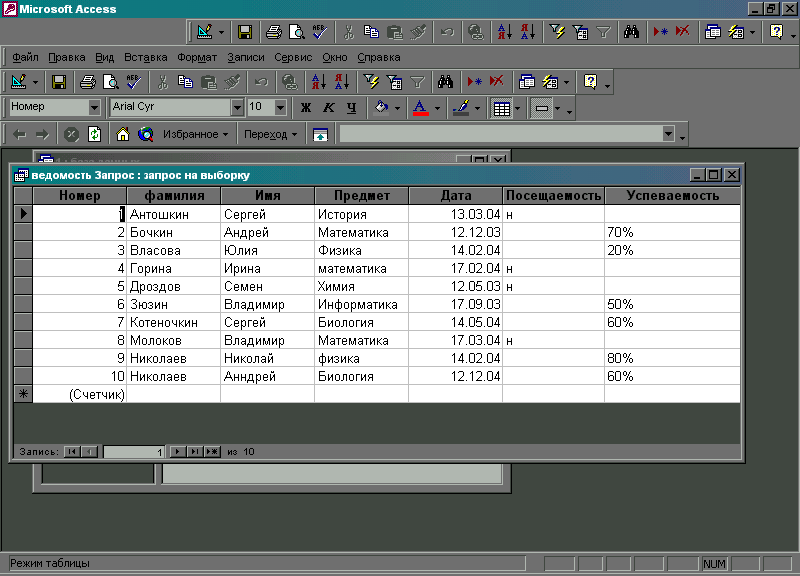 Microsoft Access
Файл Правка Вид Вставка Формат Записи Сервис Окно Справка
Номер Arial Cyr 10 Ж К Ч
Избранное Переход
ведомость Запрос : запрос на выборку
Номер фамилия Имя Предмет Дата Посещаемость Успеваемость
1 Антошкин Сергей История 13.03.04 н
2 Бочкин Андрей Математика 12.12.03 70%
3 Власова Юлия Физика 14.02.04 20%
4 Горина Ирина математика 17.02.04 н
5 Дроздов Семен Химия 12.05.03 н
6 Зюзин Владимир Информатика 17.09.03 50%
7 Котеночкин Сергей Биология 14.05.04 60%
8 Молоков Владимир Математика 17.03.04 н
9 Николаев Николай физика 14.02.04 80%
10 Николаев Анндрей Биология 12.12.04 60%
(Счетчик)
Запись: 1 из 10
Режим таблицы NUM